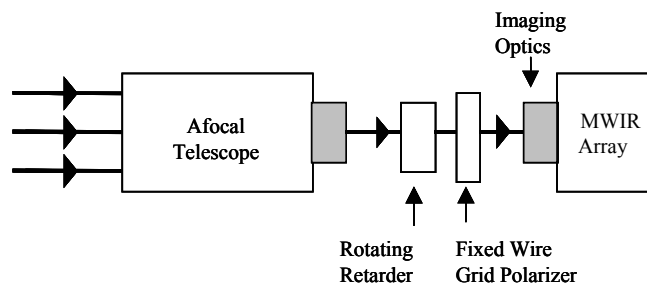 Imaging
Optics
Afocal
Telescope
MWIR
Array
Rotating
Retarder
Fixed Wire
Grid Polarizer